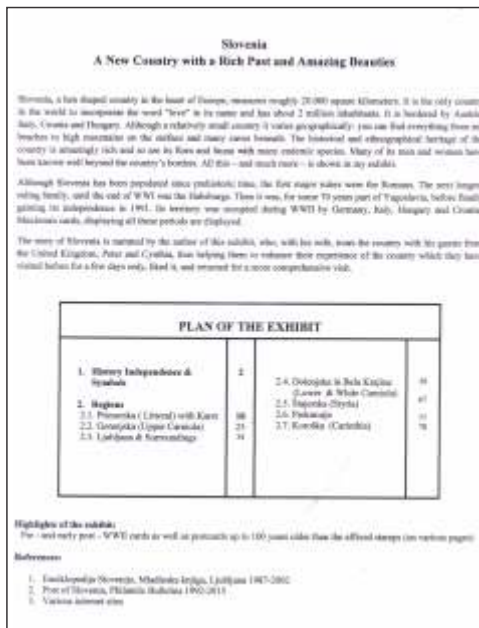 Slovenia
A New Country with a Rich Past and Amazing Beauties
Slovenia, a hen shaped country in the heart of Europe, measures roughly 20.000 square kilometers. It is the only country
in the world to incorporate the word "love" in its name and has about 2 million inhabitants. It is bordered by Austria,
Italy, Croatia and Hungary. Although a relatively small country it varies geographically: you can find everything from
beaches to high mountains on the surface and many caves beneath. The historical and ethnographical heritage of the
country is amazingly rich and so are its flora and fauna with many endemic species. Many of its men and women have
been known well beyond the country's borders. All this – and much more – is shown in my exhibit.
Although Slovenia has been populated since prehistoric time, the first major rulers were the Romans. The next longest
ruling family, until the end of WWI was the Habsburgs. Then it was, for some 70 years part of Yugoslavia, before finally
gaining its independence in 1991. Its territory was occupied during WWII by Germany, Italy, Hungary and Croatia.
Maximum cards, displaying all these periods are displayed.
The story of Slovenia is narrated by the author of this exhibit, who, with his wife, tours the country with his guests from
the United Kingdom, Peter and Cynthia, thus helping them to enhance their experience of the country which they have
visited before for a few days only, liked it, and returned for a more comprehensive visit.
PLAN OF THE EXHIBIT
1. History Independence & Symbols 2
2. Regions
2.1. Primorska (Littoral) with Karst
2.2. Gorenjska (Upper Carniola) 23
2.3. Ljubljana & Surroundings
2.4. Dolenjska in Bela Krajina
(Lower & White Carniola)
2.5. Štajerska (Styria) 67
2.6. Prekmurje
2.7. Koroška (Carinthia) 78
Highlights of the exhibit:
Pre - and early post - WWII cards as well as postcards up to 100 years older than the affixed stamps (on various pages)
References:
1. Enciklopedija Slovenije, Mladinska knjiga, Ljubljana 1987-2002
2. Post of Slovenia, Philatelic Bulletins 1992-2015
3. Various internet sites